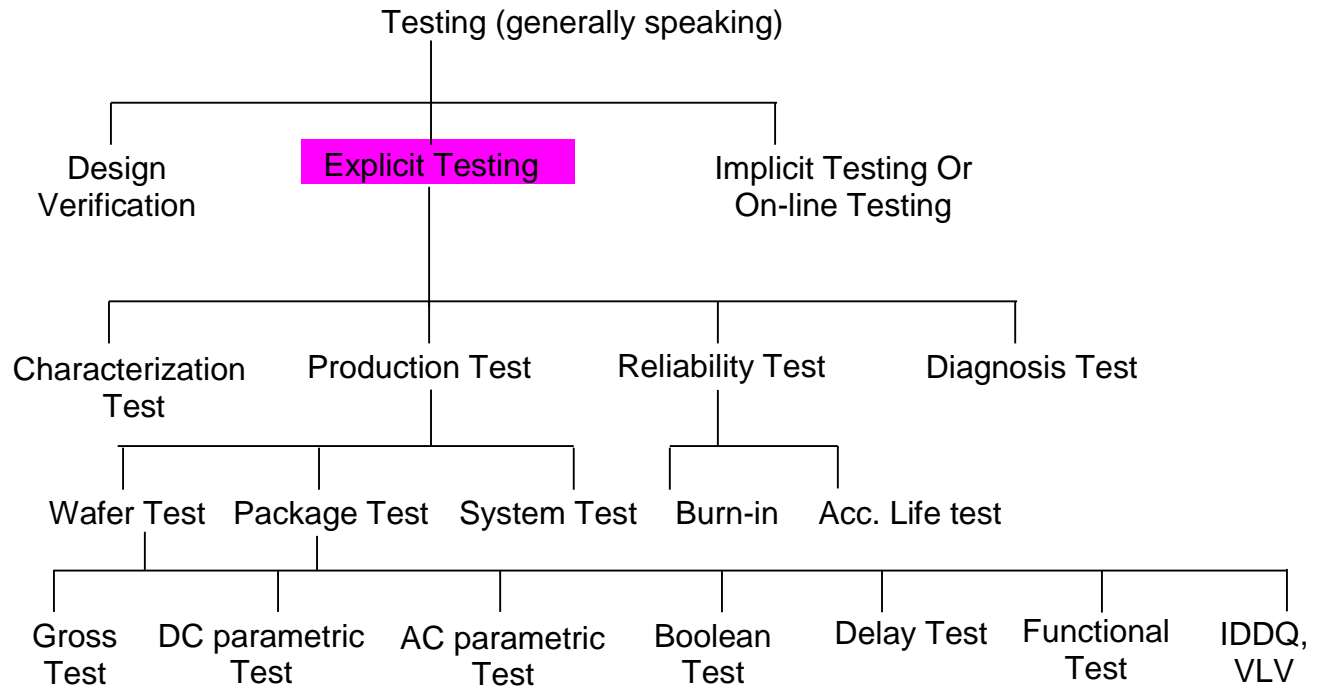 Testing (generally speaking)
Design
Verification
Explicit Testing
Implicit Testing Or
On-line Testing
Characterization
Test
Production Test
Reliability Test
Diagnosis Test
Wafer Test
Package Test
System Test
Burn-in
Acc. Life test
Gross
Test
DC parametric
Test
AC parametric
Test
Boolean
Test
Delay Test
Functional
Test
IDDQ,
VLV